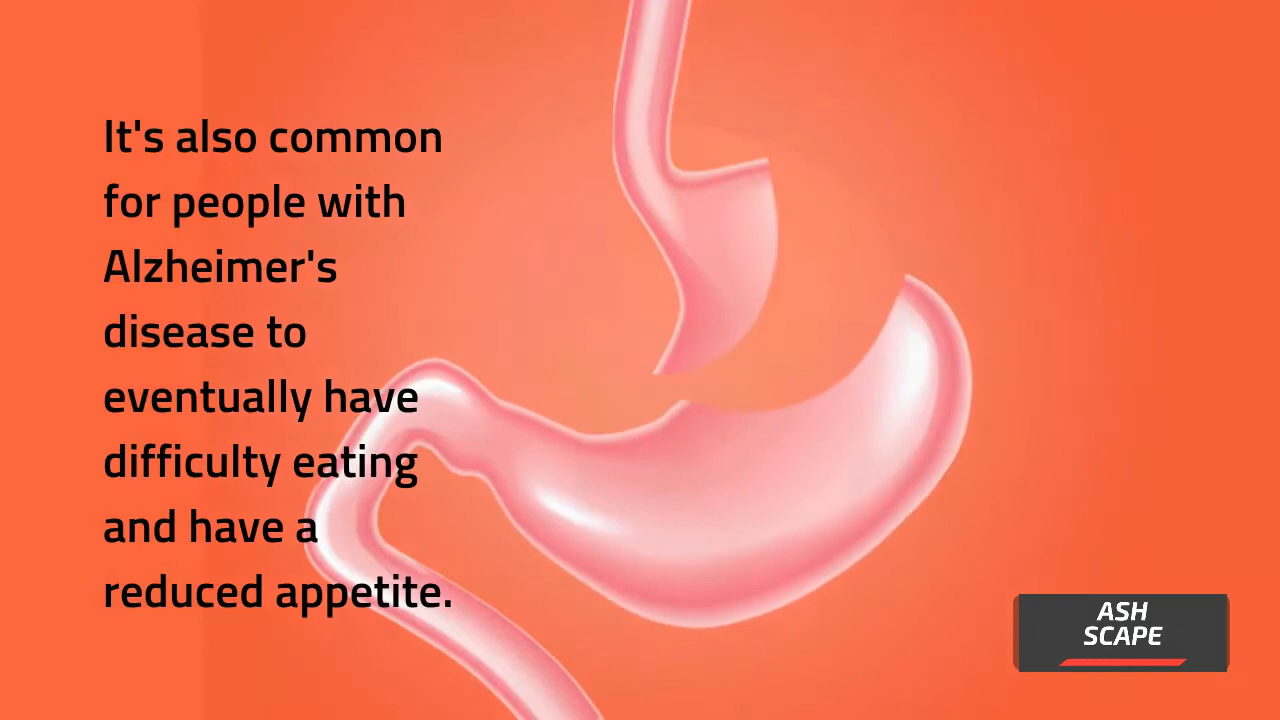 It's also common
for people with
Alzheimer's
disease to
eventually have
difficulty eating
and have a
reduced appetite.
ASH
SCAPE